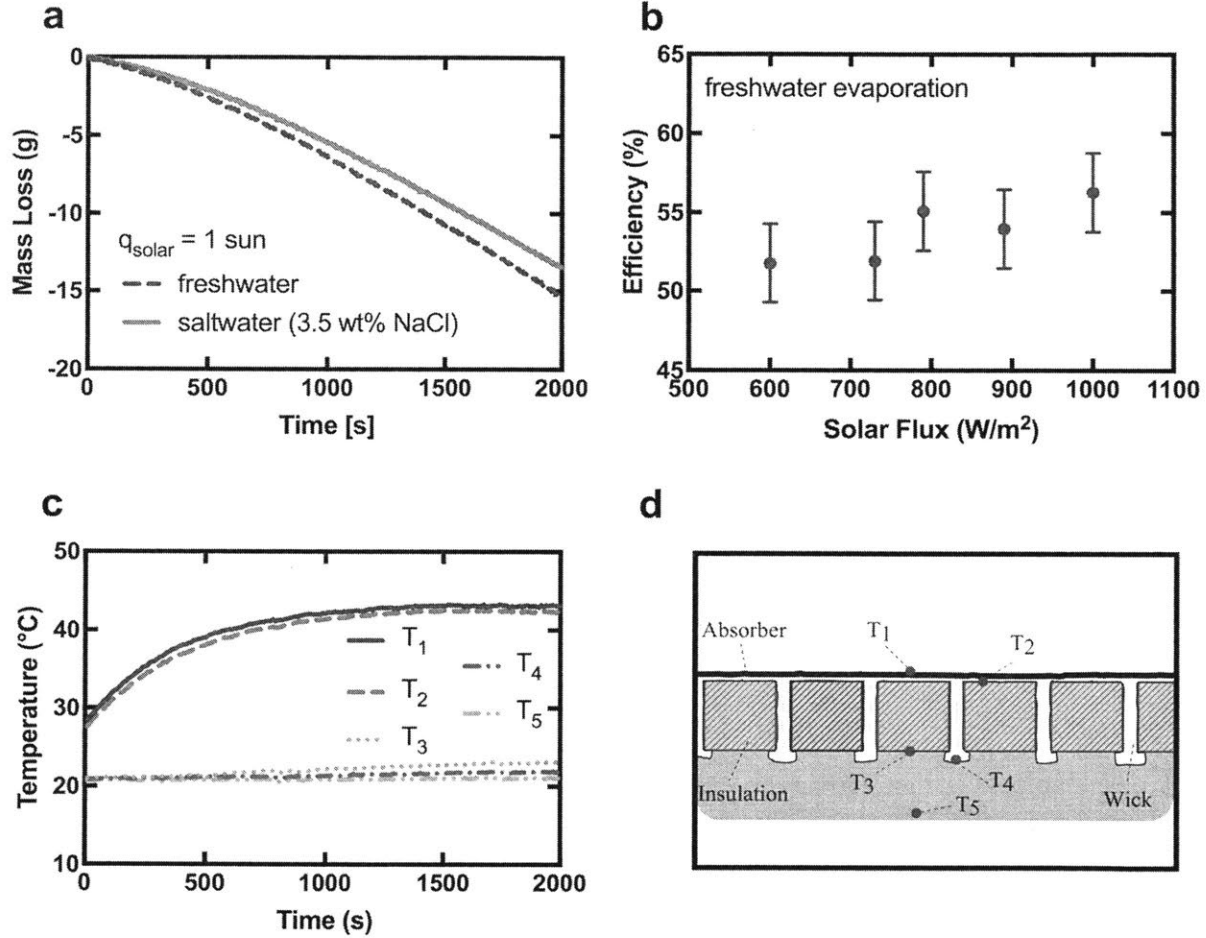 a
0
-5
-10
-15
-20
Mass Loss (g)
q_solar = 1 sun
freshwater
saltwater (3.5 wt% NaCl)
0 500 1000 1500 2000
Time [s]
b
65
60
55
50
45
Efficiency (%)
freshwater evaporation
500 600 700 800 900 1000 1100
Solar Flux (W/m²)
c
50
40
30
20
10
Temperature (°C)
T₁
T₂
T₃
T₄
T₅
0 500 1000 1500 2000
Time (s)
d
Absorber
T₁
T₂
Insulation
T₃
T₄
T₅
Wick